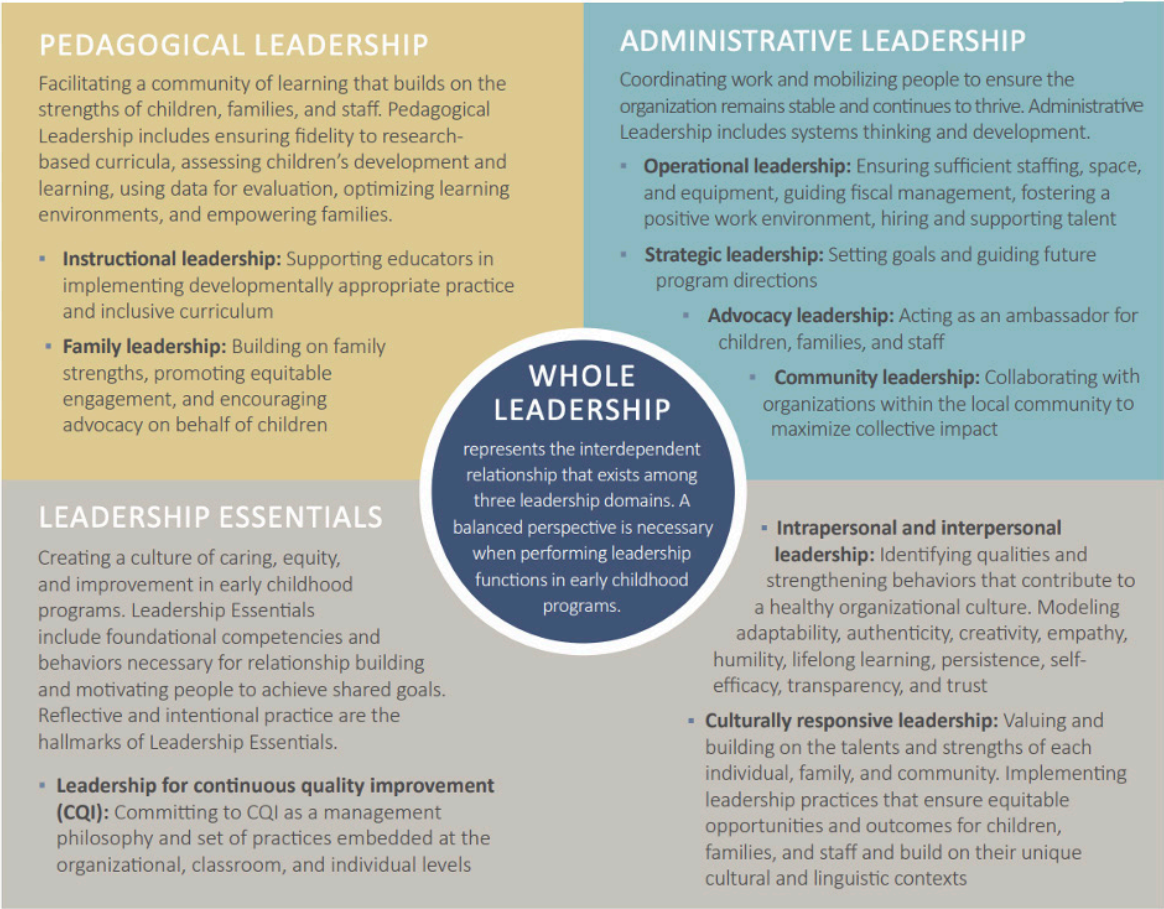 PEDAGOGICAL LEADERSHIP
Facilitating a community of learning that builds on the
strengths of children, families, and staff. Pedagogical
Leadership includes ensuring fidelity to research-
based curricula, assessing children's development and
learning, using data for evaluation, optimizing learning
environments, and empowering families.
▪ Instructional leadership: Supporting educators in
implementing developmentally appropriate practice
and inclusive curriculum
▪ Family leadership: Building on family
strengths, promoting equitable
engagement, and encouraging
advocacy on behalf of children
ADMINISTRATIVE LEADERSHIP
Coordinating work and mobilizing people to ensure the
organization remains stable and continues to thrive. Administrative
Leadership includes systems thinking and development.
▪ Operational leadership: Ensuring sufficient staffing, space,
and equipment, guiding fiscal management, fostering a
positive work environment, hiring and supporting talent
▪ Strategic leadership: Setting goals and guiding future
program directions
▪ Advocacy leadership: Acting as an ambassador for
children, families, and staff
▪ Community leadership: Collaborating with
organizations within the local community to
maximize collective impact
WHOLE
LEADERSHIP
represents the interdependent
relationship that exists among
three leadership domains. A
balanced perspective is necessary
when performing leadership
functions in early childhood
programs.
LEADERSHIP ESSENTIALS
Creating a culture of caring, equity,
and improvement in early childhood
programs. Leadership Essentials
include foundational competencies and
behaviors necessary for relationship building
and motivating people to achieve shared goals.
Reflective and intentional practice are the
hallmarks of Leadership Essentials.
▪ Leadership for continuous quality improvement
(CQI): Committing to CQI as a management
philosophy and set of practices embedded at the
organizational, classroom, and individual levels
▪ Intrapersonal and interpersonal
leadership: Identifying qualities and
strengthening behaviors that contribute to
a healthy organizational culture. Modeling
adaptability, authenticity, creativity, empathy,
humility, lifelong learning, persistence, self-
efficacy, transparency, and trust
▪ Culturally responsive leadership: Valuing and
building on the talents and strengths of each
individual, family, and community. Implementing
leadership practices that ensure equitable
opportunities and outcomes for children,
families, and staff and build on their unique
cultural and linguistic contexts